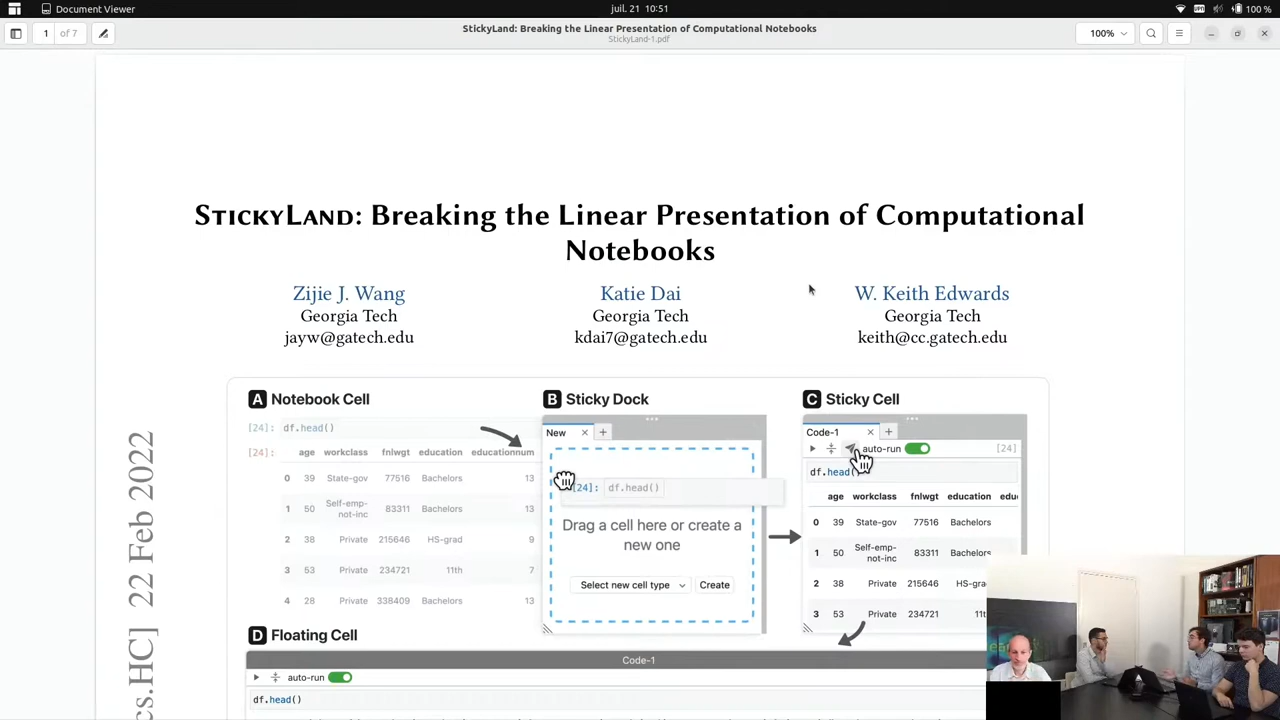 Document Viewer
juil. 21 10:51
100 %
1 of 7
StickyLand: Breaking the Linear Presentation of Computational Notebooks
StickyLand-1.pdf
100%
STICKYLAND: Breaking the Linear Presentation of Computational
Notebooks
Zijie J. Wang
Georgia Tech
jayw@gatech.edu
Katie Dai
Georgia Tech
kdai7@gatech.edu
W. Keith Edwards
Georgia Tech
keith@cc.gatech.edu
cs.HC] 22 Feb 2022
A Notebook Cell
[24]: df.head()
[24]: age workclass fnlwgt education educationnum
0 39 State-gov 77516 Bachelors 13
1 50 Self-emp-
not-inc 83311 Bachelors 13
2 38 Private 215646 HS-grad 9
3 53 Private 234721 11th 7
4 28 Private 338409 Bachelors 13
B Sticky Dock
New × +
[24]: df.head()
Drag a cell here or create a
new one
Select new cell type
Create
C Sticky Cell
Code-1 × +
auto-run [24]
df.head
age workclass fnlwgt education edu
0 39 State-gov 77516 Bachelors
1 50 Self-emp-
not-inc 83311 Bachelors
2 38 Private 215646 HS-gra
3 53 Private 234721 11t
D Floating Cell
Code-1
auto-run
df.head()